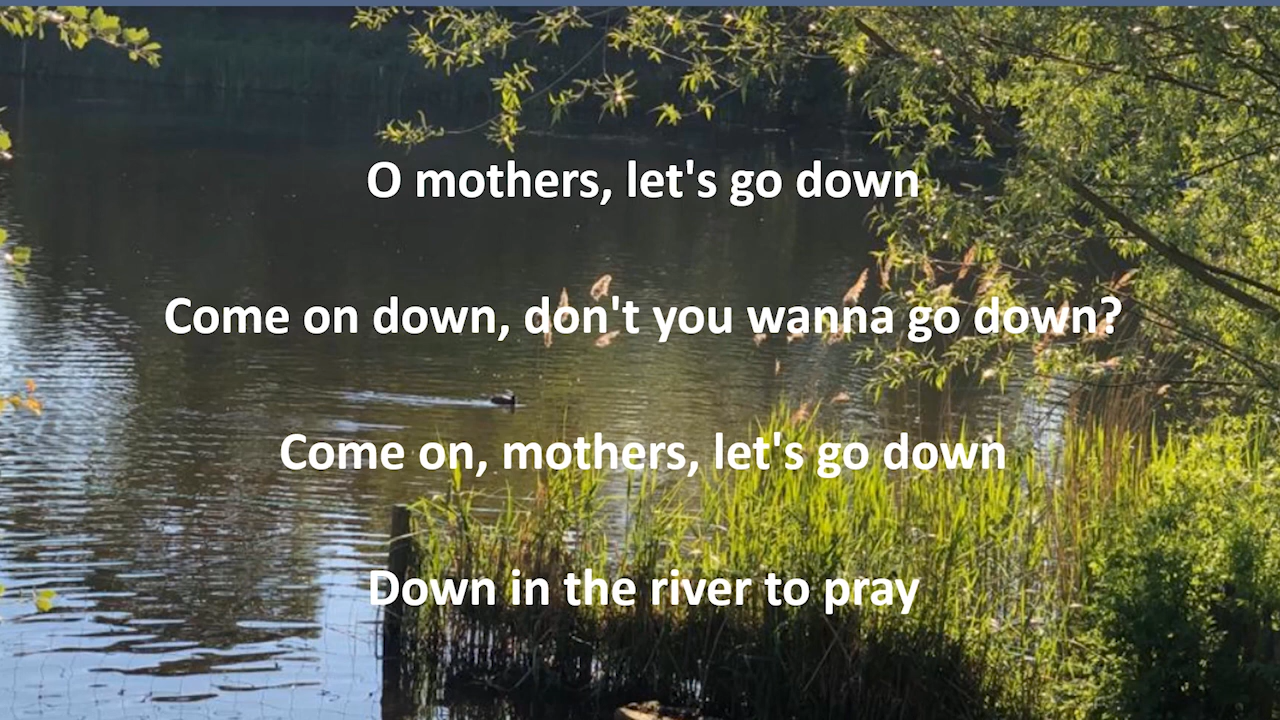 O mothers, let's go down
Come on down, don't you wanna go down?
Come on, mothers, let's go down
Down in the river to pray